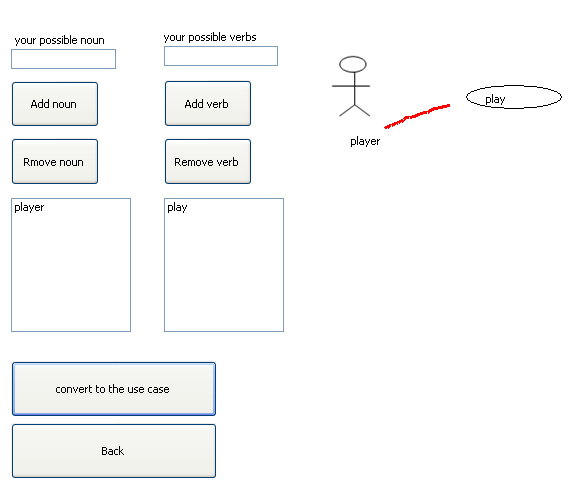 your possible noun
your possible verbs
Add noun
Add verb
Rmove noun
Remove verb
player
play
convert to the use case
Back
player
play